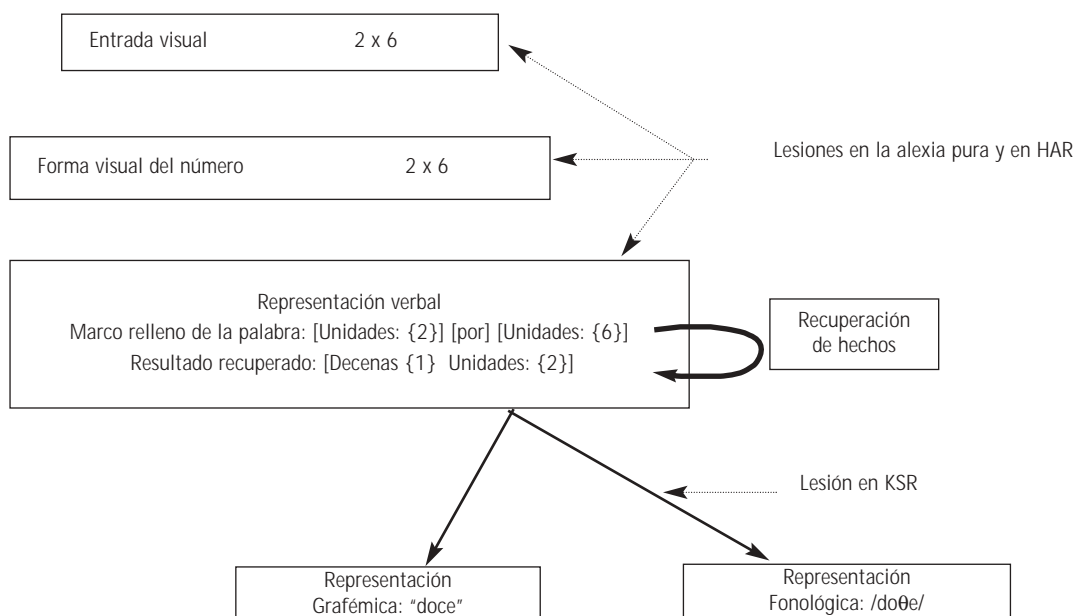 Entrada visual 2 x 6
Forma visual del número 2 x 6
Lesiones en la alexia pura y en HAR
Representación verbal
Marco relleno de la palabra: [Unidades: {2}] [por] [Unidades: {6}]
Resultado recuperado: [Decenas {1} Unidades: {2}]
Recuperación
de hechos
Lesión en KSR
Representación
Grafémica: "doce"
Representación
Fonológica: /doθe/